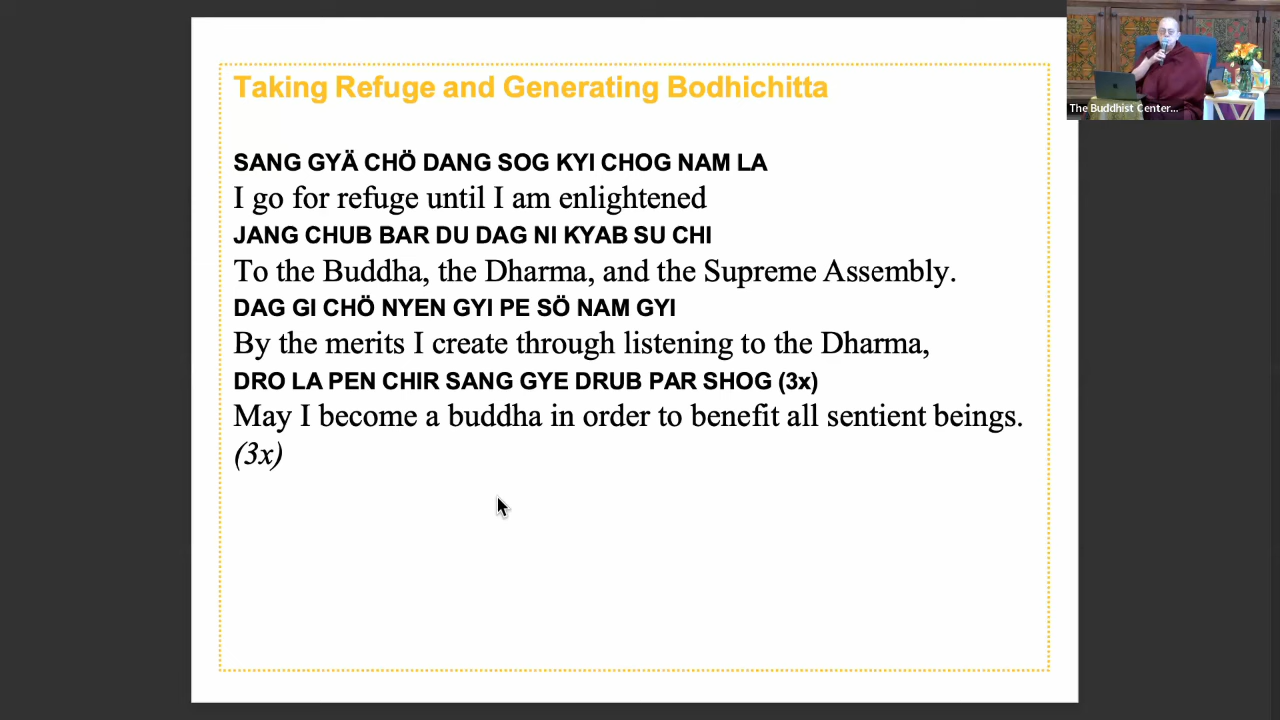 Taking Refuge and Generating Bodhichitta
SANG GYÄ CHÖ DANG SOG KYI CHOG NAM LA
I go for refuge until I am enlightened
JANG CHUB BAR DU DAG NI KYAB SU CHI
To the Buddha, the Dharma, and the Supreme Assembly.
DAG GI CHÖ NYEN GYI PE SÖ NAM GYI
By the merits I create through listening to the Dharma,
DRO LA PEN CHIR SANG GYE DRUB PAR SHOG (3x)
May I become a buddha in order to benefit all sentient beings.
(3x)
The Buddhist Center...